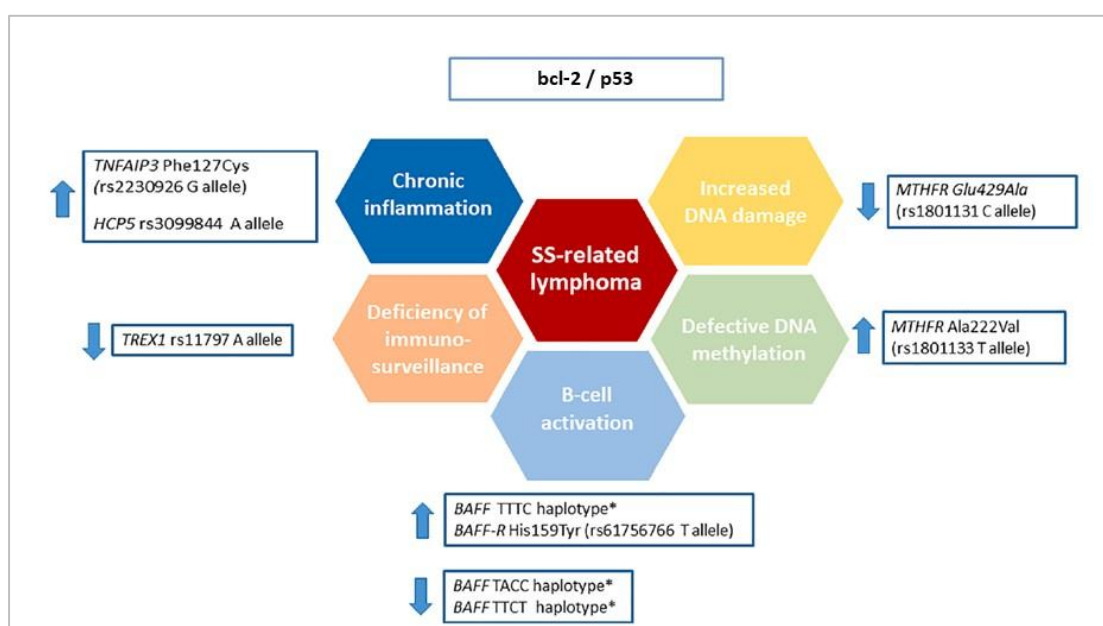 bcl-2 / p53
TNFAIP3 Phe127Cys
(rs2230926 G allele)
HCP5 rs3099844 A allele
Chronic
inflammation
Increased
DNA damage
MTHFR Glu429Ala
(rs1801131 C allele)
SS-related
lymphoma
TREX1 rs11797 A allele
Deficiency of
immuno-
surveillance
Defective DNA
methylation
MTHFR Ala222Val
(rs1801133 T allele)
B-cell
activation
BAFF TTTC haplotype*
BAFF-R His159Tyr (rs61756766 T allele)
BAFF TACC haplotype*
BAFF TTCT haplotype*